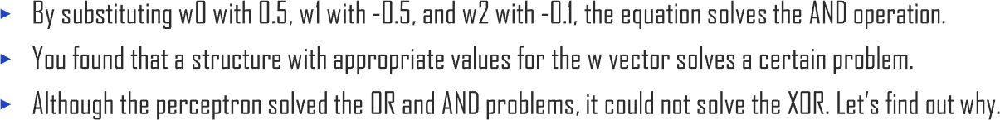 ▸ By substituting w0 with 0.5, w1 with -0.5, and w2 with -0.1, the equation solves the AND operation.
▸ You found that a structure with appropriate values for the w vector solves a certain problem.
▸ Although the perceptron solved the OR and AND problems, it could not solve the XOR. Let's find out why.